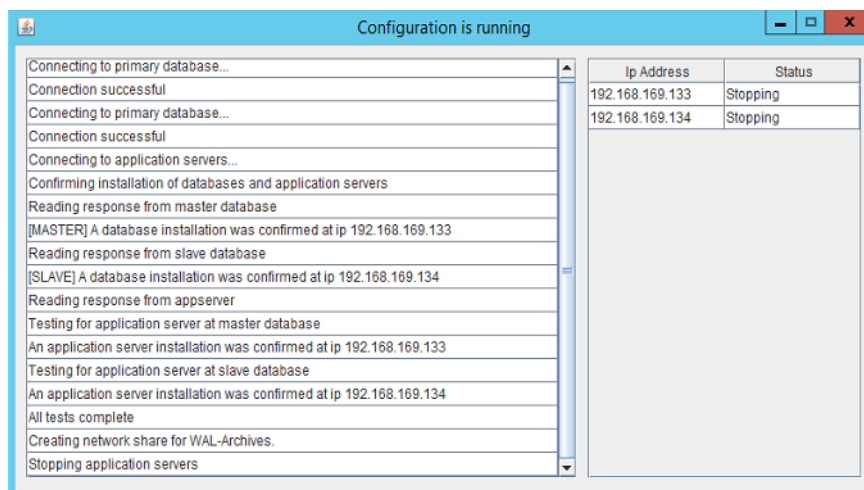 Configuration is running
Connecting to primary database...
Connection successful
Connecting to primary database...
Connection successful
Connecting to application servers...
Confirming installation of databases and application servers
Reading response from master database
[MASTER] A database installation was confirmed at ip 192.168.169.133
Reading response from slave database
[SLAVE] A database installation was confirmed at ip 192.168.169.134
Reading response from appserver
Testing for application server at master database
An application server installation was confirmed at ip 192.168.169.133
Testing for application server at slave database
An application server installation was confirmed at ip 192.168.169.134
All tests complete
Creating network share for WAL-Archives.
Stopping application servers
Ip Address Status
192.168.169.133 Stopping
192.168.169.134 Stopping